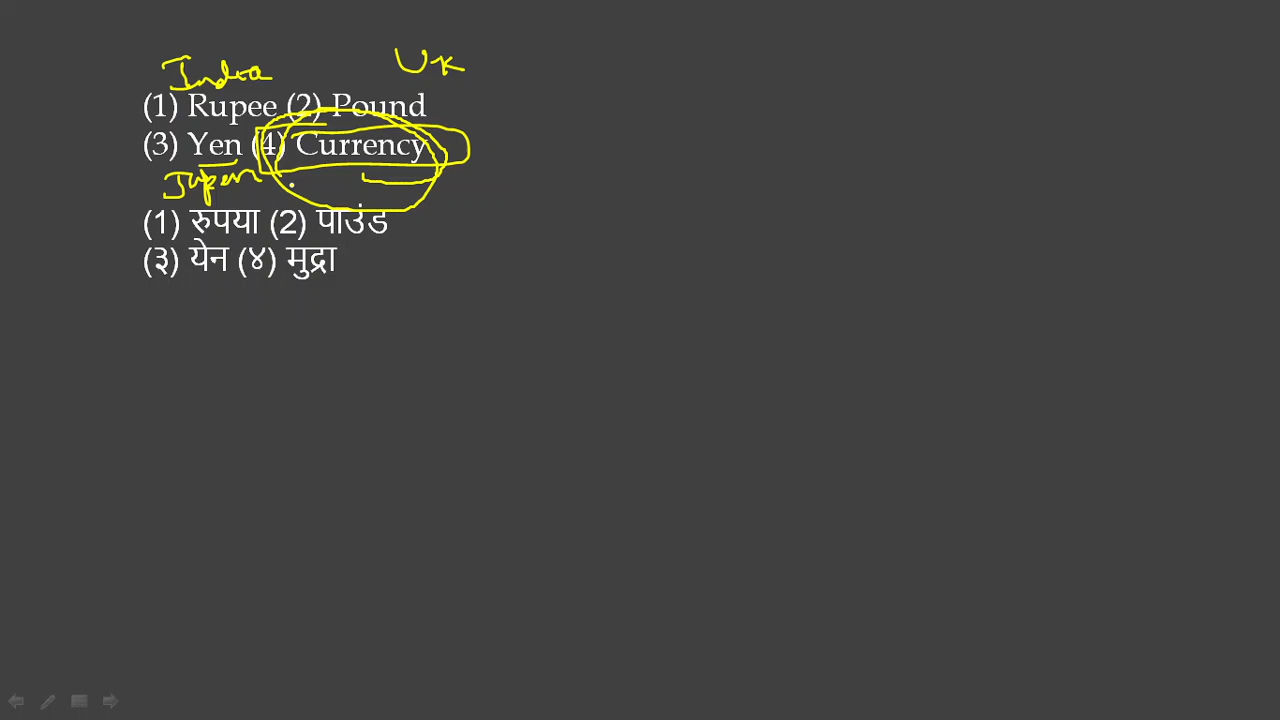 India UK
(1) Rupee (2) Pound
(3) Yen (4) Currency
Japan
(1) रुपया (2) पाउंड
(३) येन (४) मुद्रा